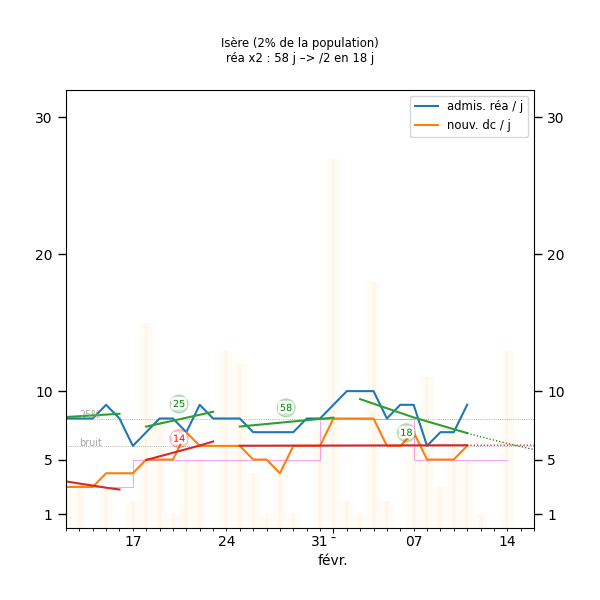 Isère (2% de la population)
réa x2 : 58 j –> /2 en 18 j
admis. réa / j
nouv. dc / j
30 30
20 20
10 10
5 5
1 1
25%
bruit
25
14
58
18
17 24 31 07 14
févr.